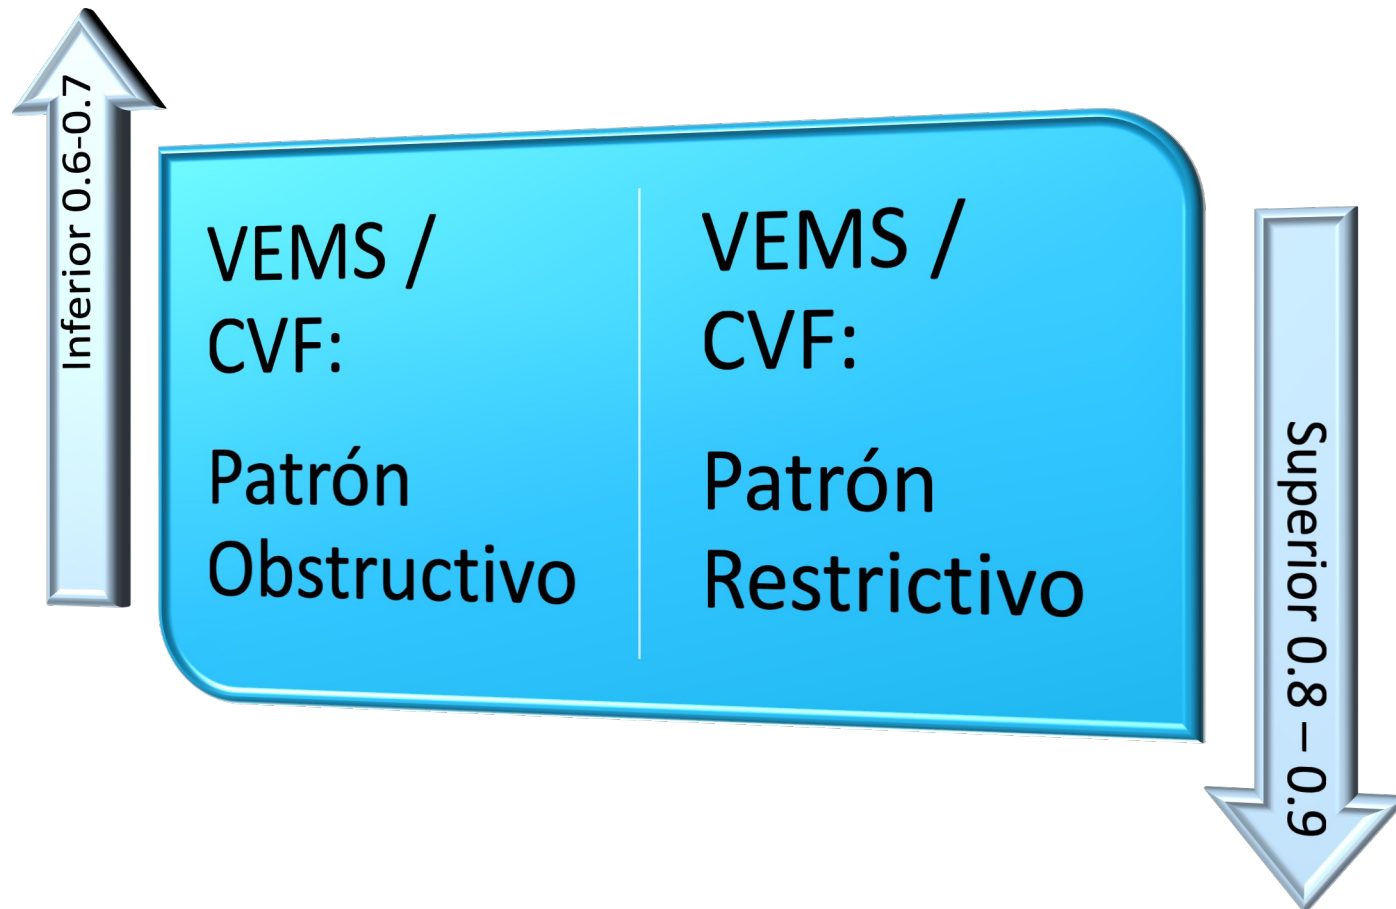 Inferior 0.6-0.7
VEMS /
CVF:
Patrón
Obstructivo
VEMS /
CVF:
Patrón
Restrictivo
Superior 0.8 – 0.9